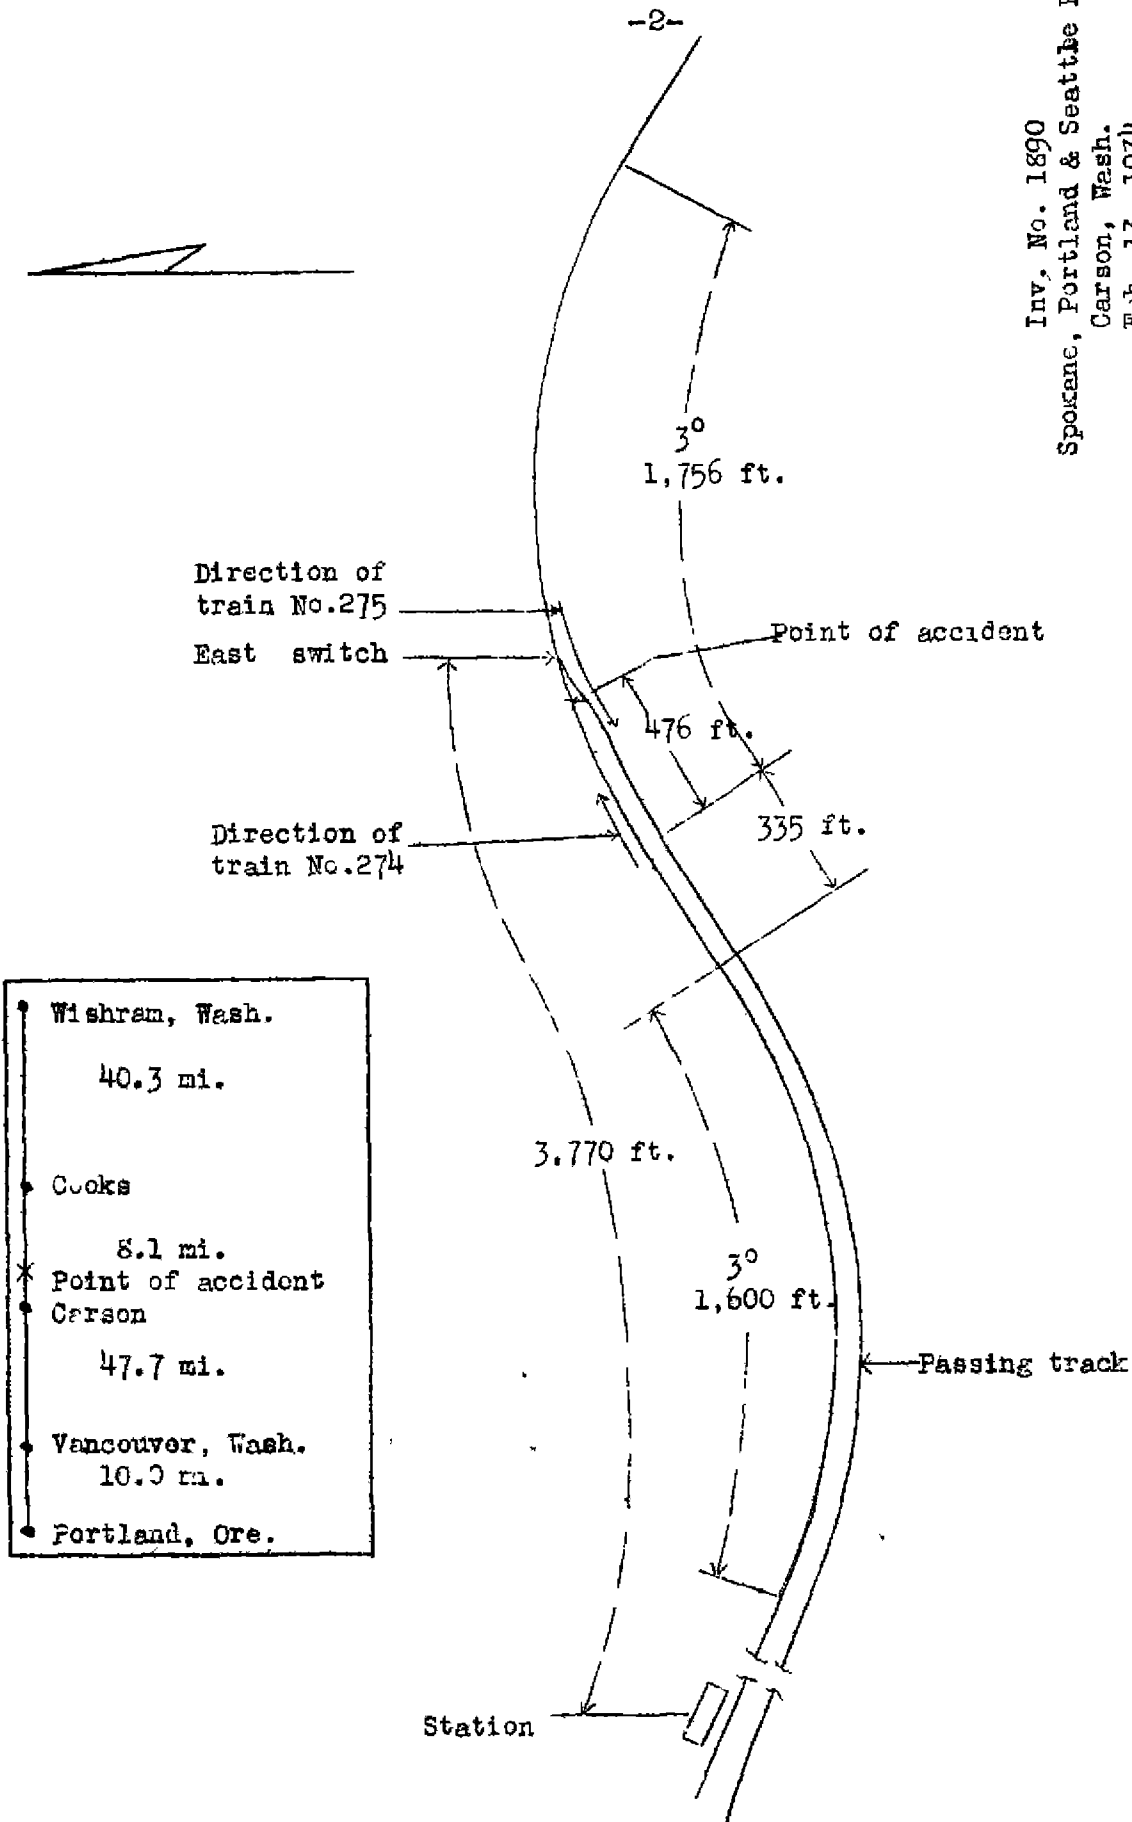 -2-
Inv. No. 1890
Spokane, Portland & Seattle
Carson, Wash.
3°
1,756 ft.
Direction of
train No.275
East switch
Point of accident
476 ft.
335 ft.
Direction of
train No.274
Wishram, Wash.
40.3 mi.
Cooks
8.1 mi.
Point of accident
Carson
47.7 mi.
Vancouver, Wash.
Portland, Ore.
3.770 ft.
3°
1,600 ft.
Passing track
Station